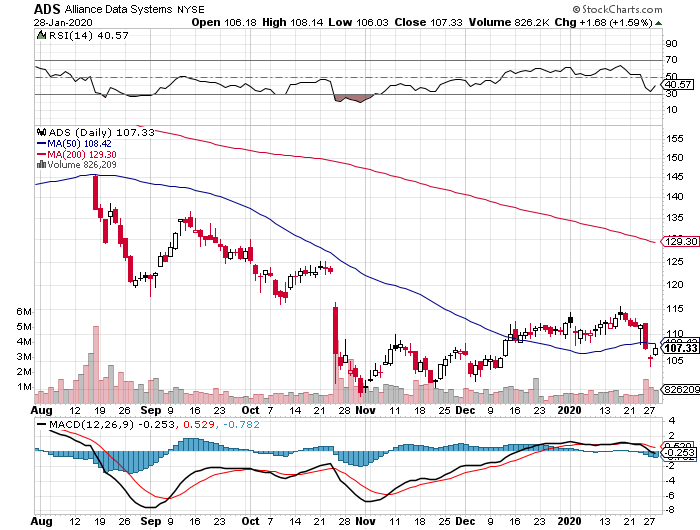 ADS Alliance Data Systems NYSE © StockCharts.com
28-Jan-2020 Open 106.18 High 108.14 Low 106.03 Close 107.33 Volume 826.2K Chg +1.68 (+1.59%)
RSI(14) 40.57
90
70
50
40.57
30
10
ADS (Daily) 107.33
MA(50) 108.42
MA(200) 129.30
Volume 826,209
155
150
145
140
135
130
129.30
125
120
115
110
107.33
105
826209
6M
5M
4M
3M
2M
1M
Aug 12 19 26 Sep 9 16 23 Oct 7 14 21 28 Nov 11 18 25 Dec 9 16 23 2020 13 21 27
MACD(12,26,9) -0.253, 0.529, -0.782
4
2
0.529
-0.253
-2
-4
-6
-8
Aug 12 19 26 Sep 9 16 23 Oct 7 14 21 28 Nov 11 18 25 Dec 9 16 23 2020 13 21 27